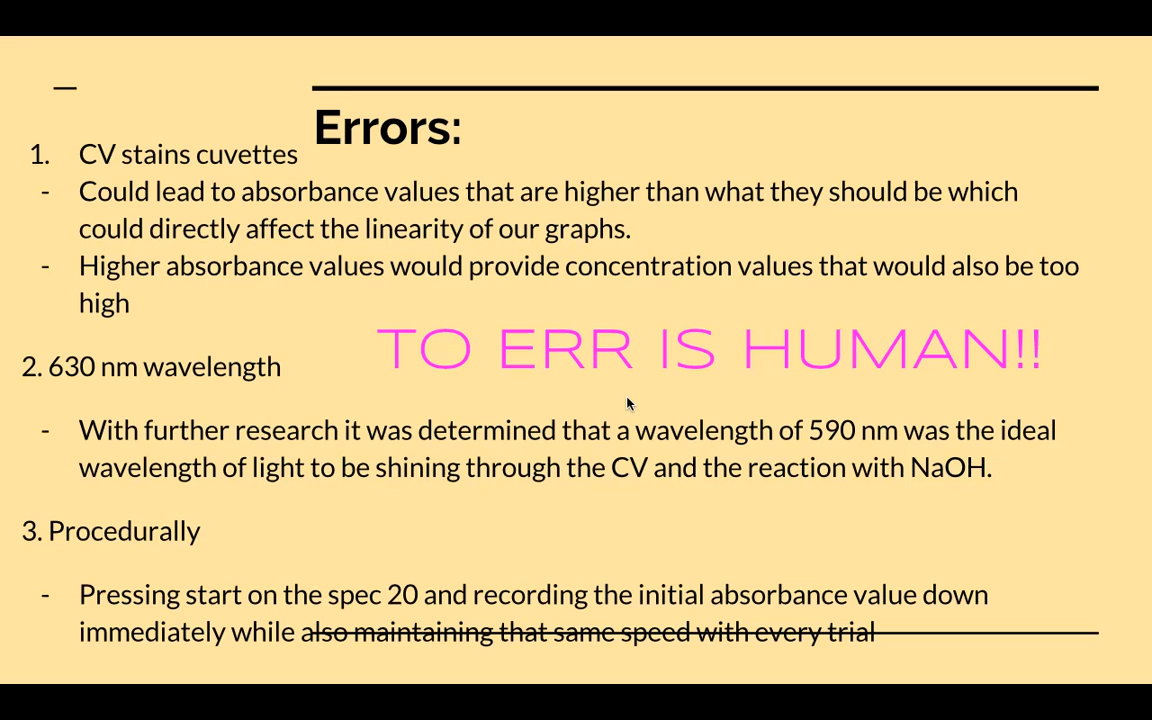 Errors:
1. CV stains cuvettes
- Could lead to absorbance values that are higher than what they should be which
could directly affect the linearity of our graphs.
- Higher absorbance values would provide concentration values that would also be too
high
TO ERR IS HUMAN!!
2. 630 nm wavelength
- With further research it was determined that a wavelength of 590 nm was the ideal
wavelength of light to be shining through the CV and the reaction with NaOH.
3. Procedurally
- Pressing start on the spec 20 and recording the initial absorbance value down
immediately while also maintaining that same speed with every trial